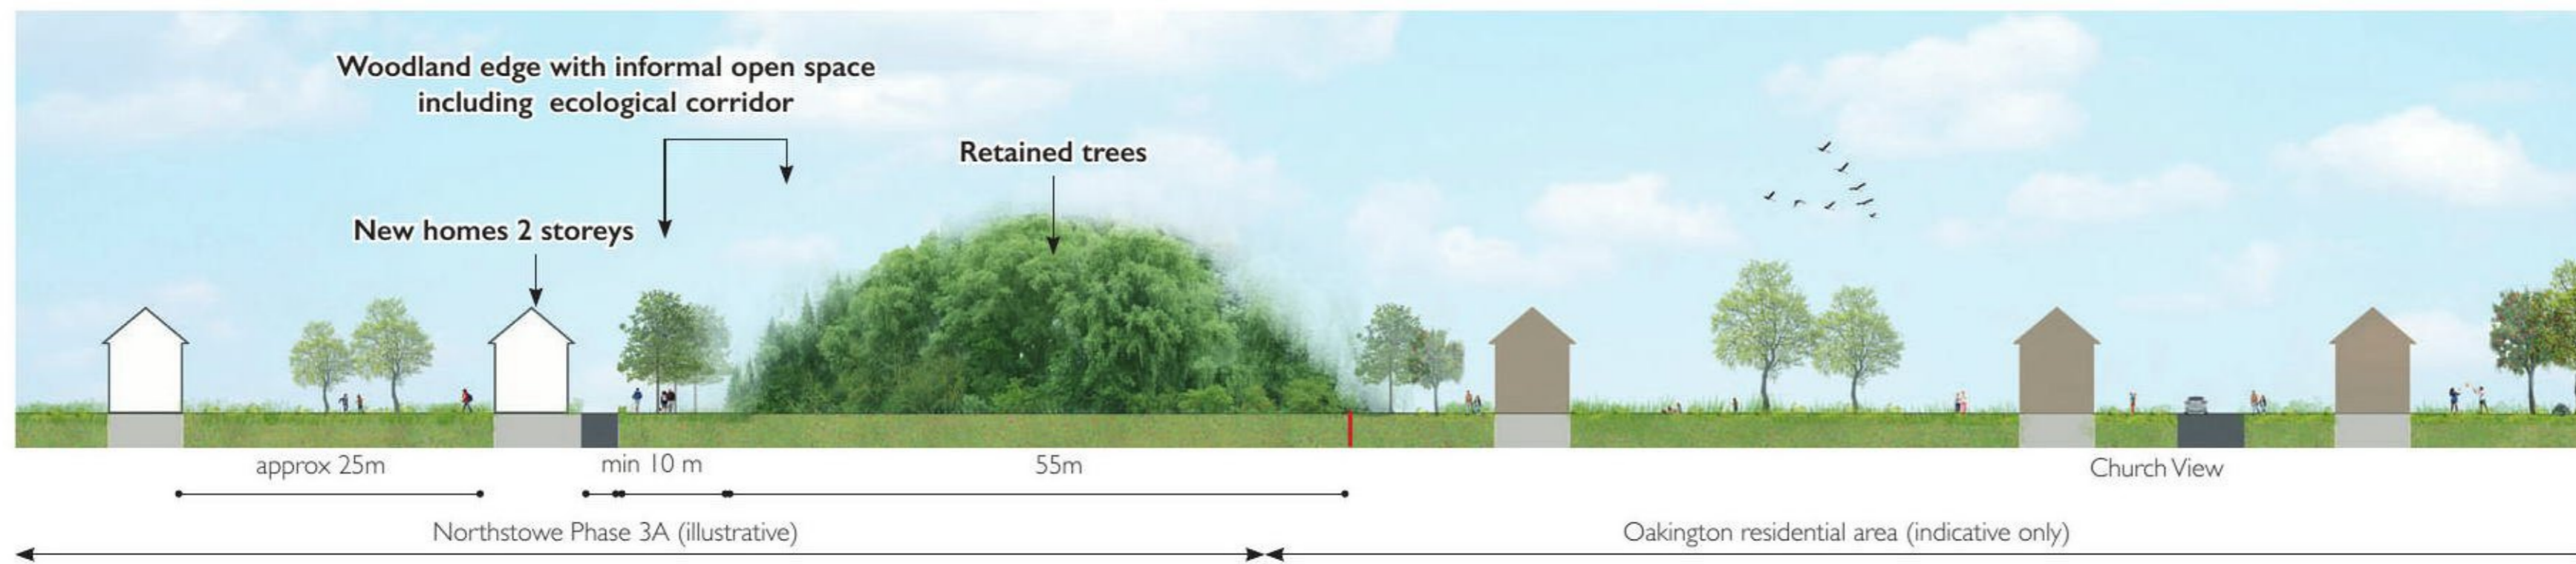 Woodland edge with informal open space
including ecological corridor
Retained trees
New homes 2 storeys
approx 25m
min 10 m
55m
Church View
Northstowe Phase 3A (illustrative)
Oakington residential area (indicative only)